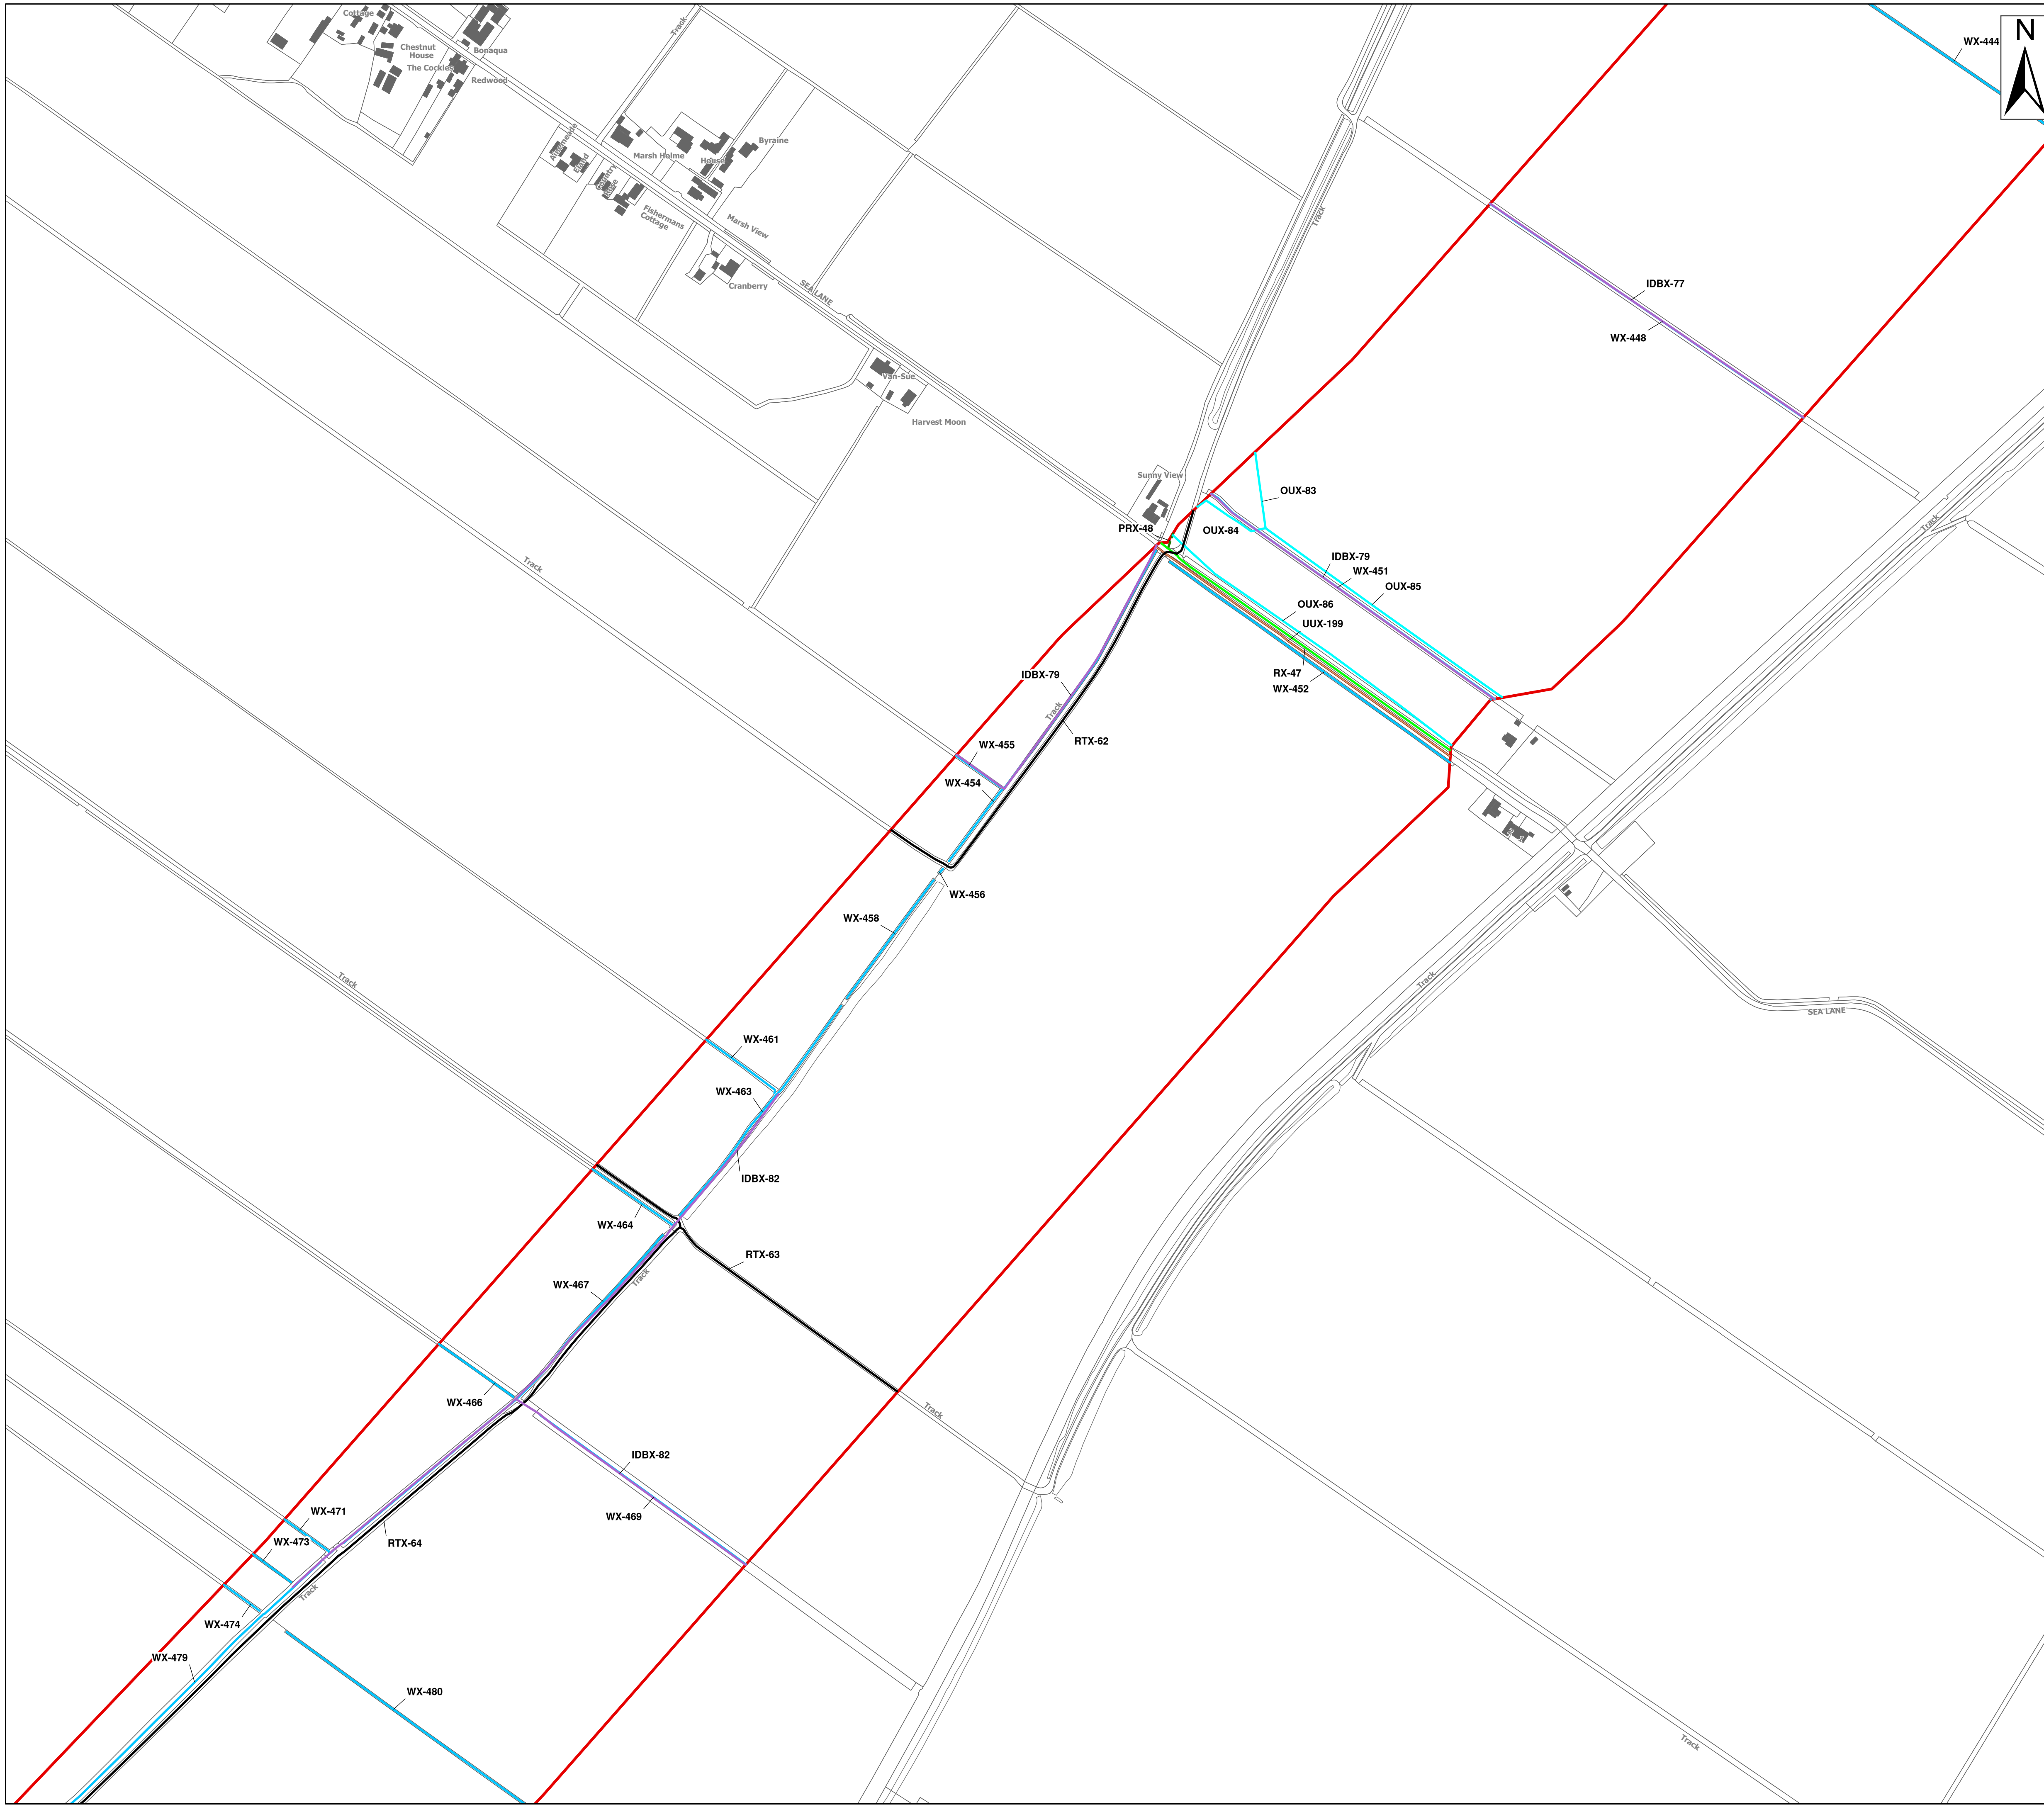 Cottage
Chestnut
House
Bonaqua
The Cockles
Redwood
Track
N
WX-444
Marsh Holme
House
Byraine
Fishermans
Cottage
Marsh View
Cranberry
SEA LANE
Track
IDBX-77
WX-448
Van-Sue
Harvest Moon
Sunny View
OUX-83
PRX-48
OUX-84
Track
IDBX-79
WX-451
OUX-85
Track
OUX-86
UUX-199
IDBX-79
RX-47
WX-452
Track
RTX-62
WX-455
WX-454
WX-456
WX-458
Track
Track
SEA LANE
WX-461
WX-463
IDBX-82
WX-464
RTX-63
WX-467
Track
WX-466
Track
IDBX-82
WX-469
WX-471
WX-473
RTX-64
Track
WX-474
WX-479
WX-480
Track